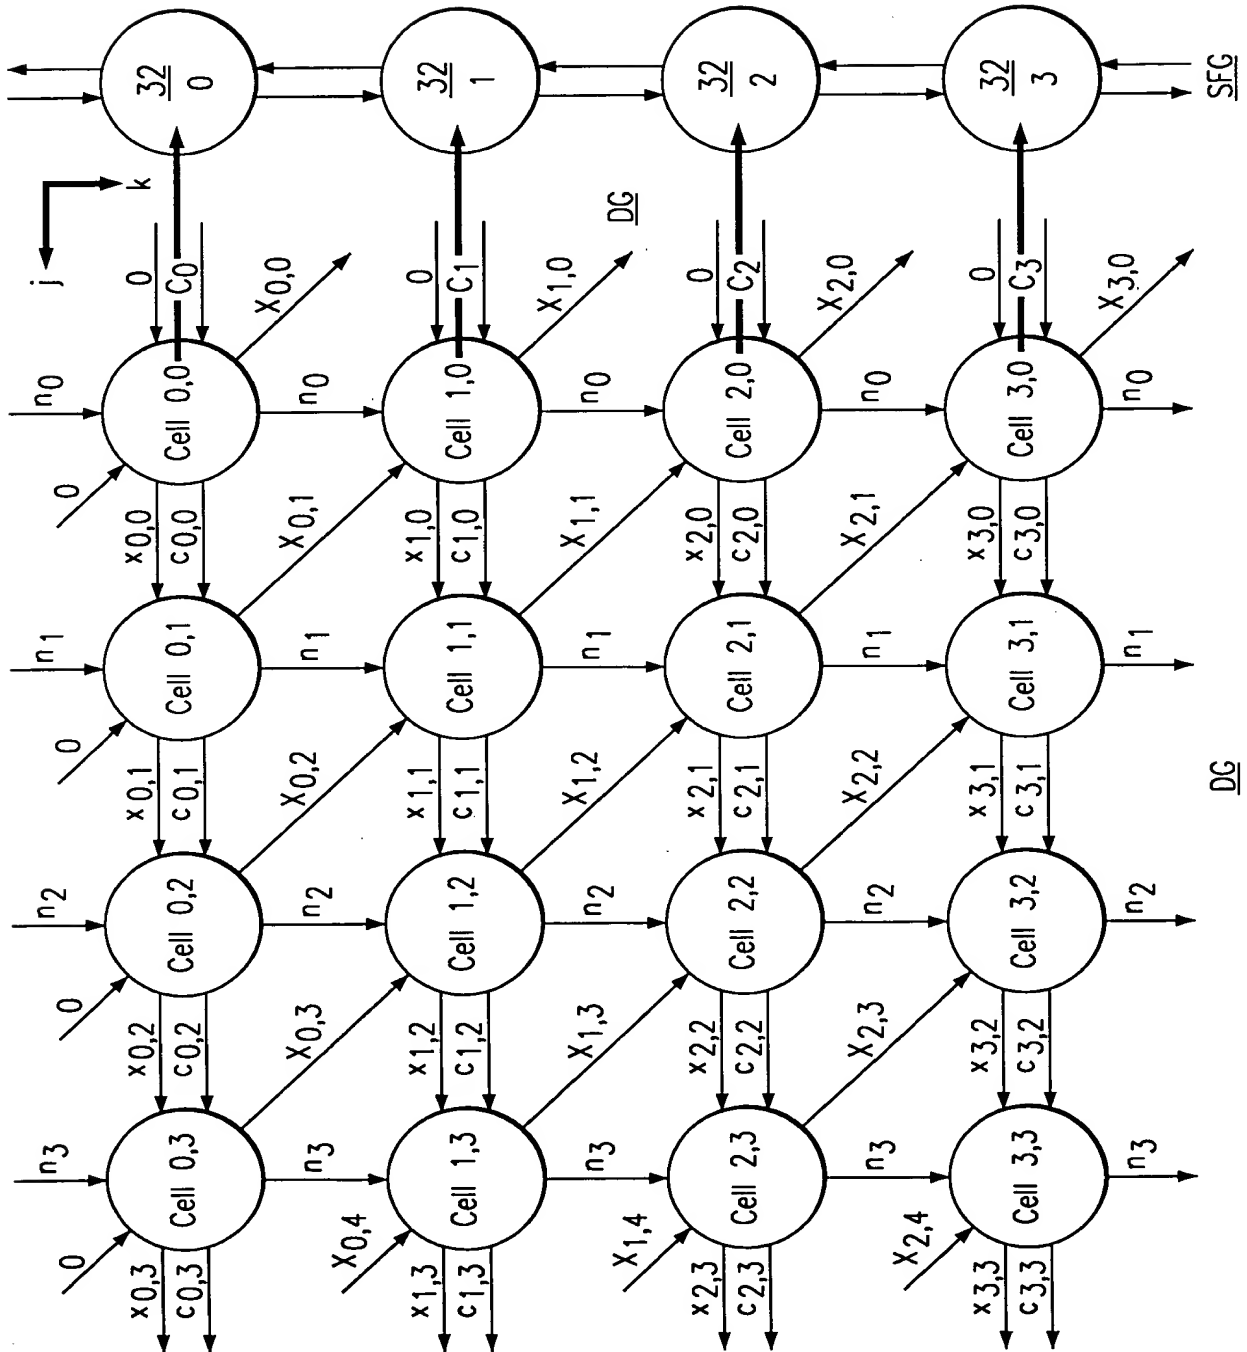 n3 n2 n1 n0
0 0 0 0
j
k
x0,3 x0,2 x0,1 x0,0 0
Cell 0,3 Cell 0,2 Cell 0,1 Cell 0,0 C0 32 0
c0,3 c0,2 c0,1 c0,0
X0,4 X0,3 X0,2 X0,1 X0,0
n3 n2 n1 n0
x1,3 x1,2 x1,1 x1,0 0
Cell 1,3 Cell 1,2 Cell 1,1 Cell 1,0 C1 32 1
c1,3 c1,2 c1,1 c1,0
X1,4 X1,3 X1,2 X1,1 X1,0
n3 n2 n1 n0
DG
x2,3 x2,2 x2,1 x2,0 0
Cell 2,3 Cell 2,2 Cell 2,1 Cell 2,0 C2 32 2
c2,3 c2,2 c2,1 c2,0
X2,4 X2,3 X2,2 X2,1 X2,0
n3 n2 n1 n0
x3,3 x3,2 x3,1 x3,0 0
Cell 3,3 Cell 3,2 Cell 3,1 Cell 3,0 C3 32 3
c3,3 c3,2 c3,1 c3,0
X3,0
n3 n2 n1 n0
DG
SFG